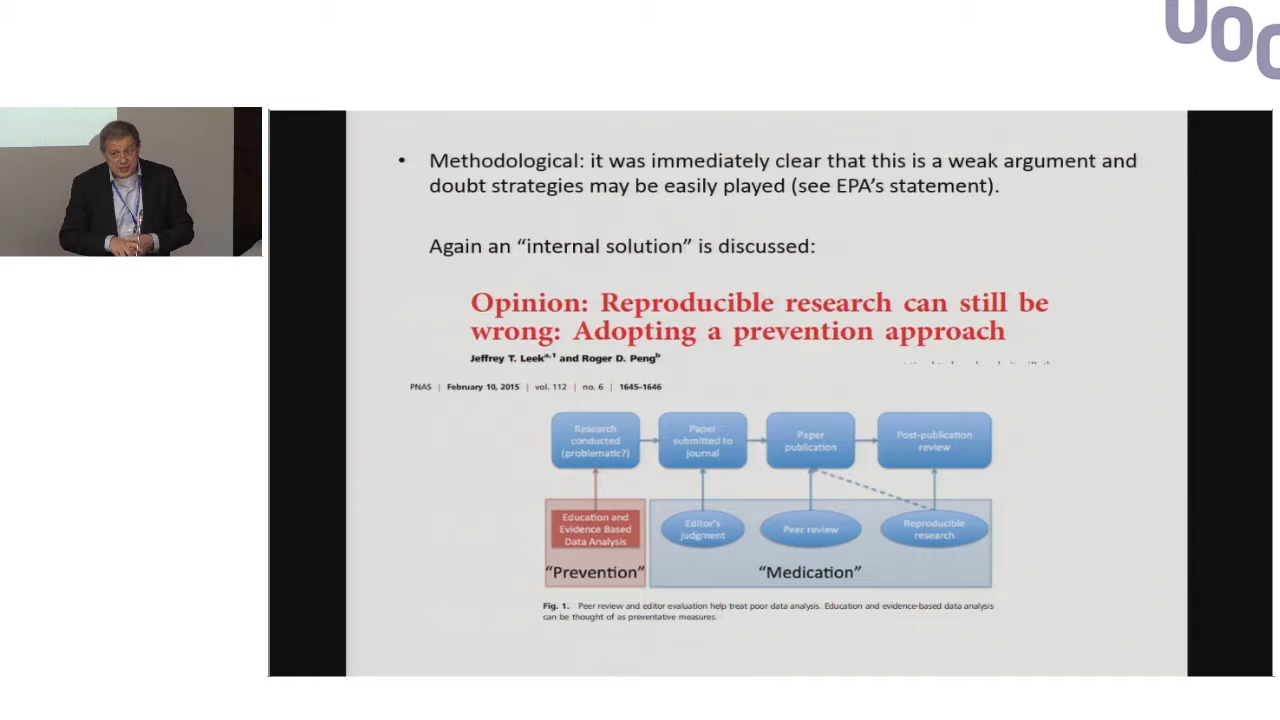 UOC
• Methodological: it was immediately clear that this is a weak argument and
doubt strategies may be easily played (see EPA's statement).
Again an “internal solution” is discussed:
Opinion: Reproducible research can still be
wrong: Adopting a prevention approach
Jeffrey T. Leekᵃ,¹ and Roger D. Pengᵇ
PNAS | February 10, 2015 | vol. 112 | no. 6 | 1645–1646
Research
conducted
(problematic?)
Paper
submitted to
journal
Paper
publication
Post-publication
review
Education and
Evidence Based
Data Analysis
Editor's
judgment
Peer review
Reproducible
research
“Prevention”
“Medication”
Fig. 1. Peer review and editor evaluation help treat poor data analysis. Education and evidence-based data analysis
can be thought of as preventative measures.